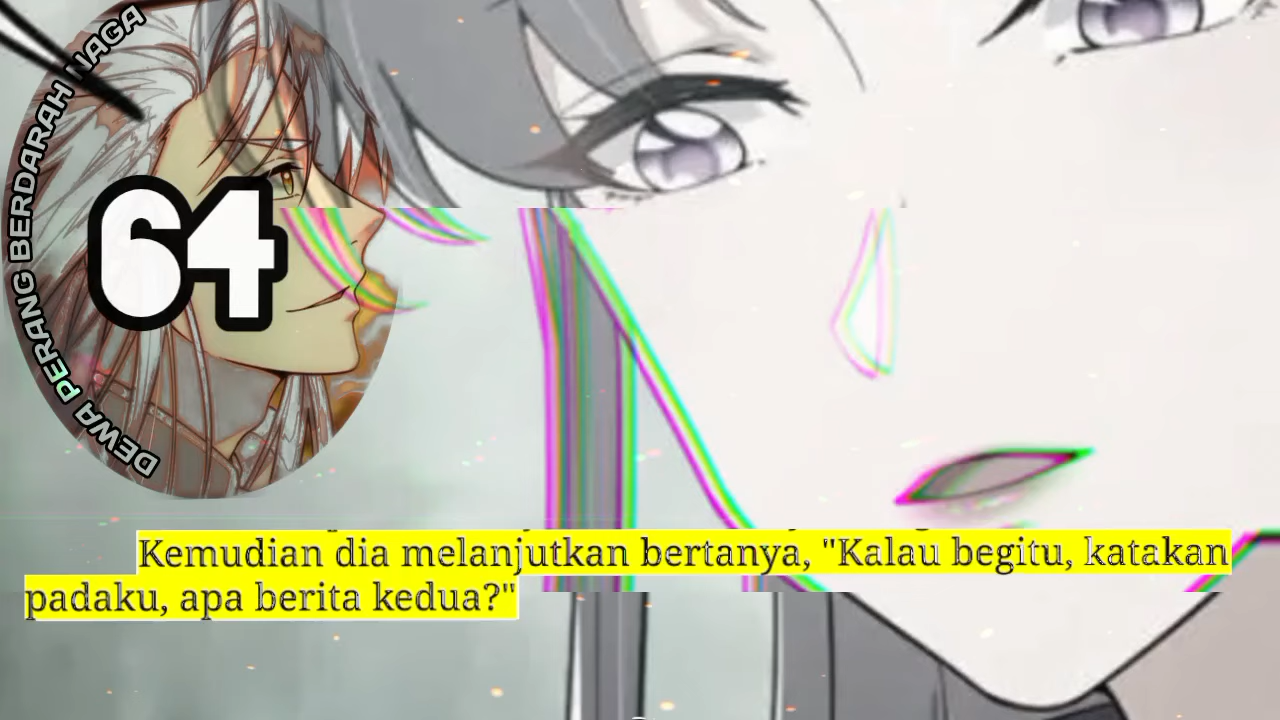 DEWA PERANG BERDARAH NAGA
64
Kemudian dia melanjutkan bertanya, "Kalau begitu, katakan
padaku, apa berita kedua?"